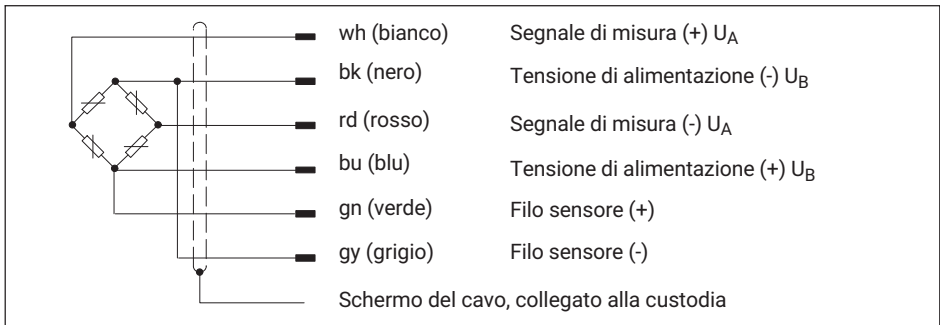 wh (bianco) Segnale di misura (+) UA
bk (nero) Tensione di alimentazione (-) UB
rd (rosso) Segnale di misura (-) UA
bu (blu) Tensione di alimentazione (+) UB
gn (verde) Filo sensore (+)
gy (grigio) Filo sensore (-)
Schermo del cavo, collegato alla custodia